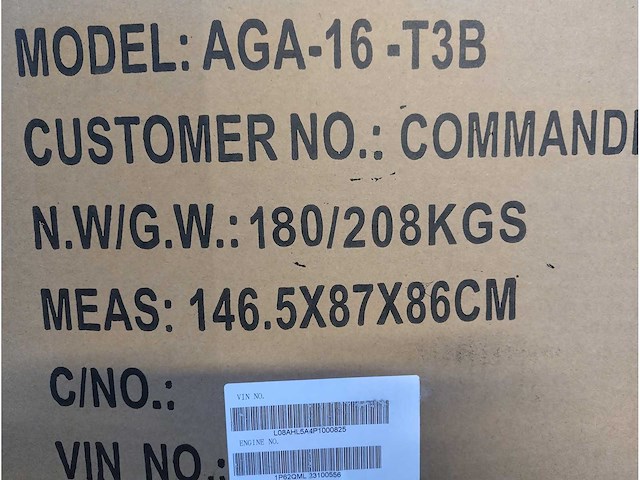 MODEL: AGA-16 -T3B
CUSTOMER NO.: COMMAND
N.W/G.W.: 180/208KGS
MEAS: 146.5X87X86CM
C/NO.:
VIN NO.
L08AHL5A4P1000825
ENGINE NO.
1P62QML 33100556
VIN NO.: